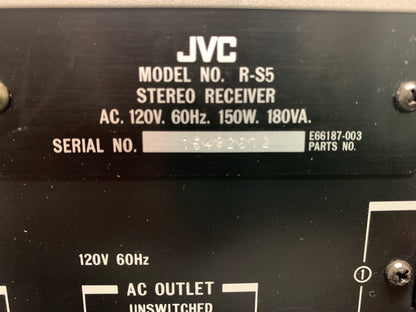 JVC
MODEL NO. R-S5
STEREO RECEIVER
AC. 120V. 60Hz. 150W. 180VA.
SERIAL NO.
E66187-003
PARTS NO.
120V 60Hz
AC OUTLET
UNSWITCHED
1